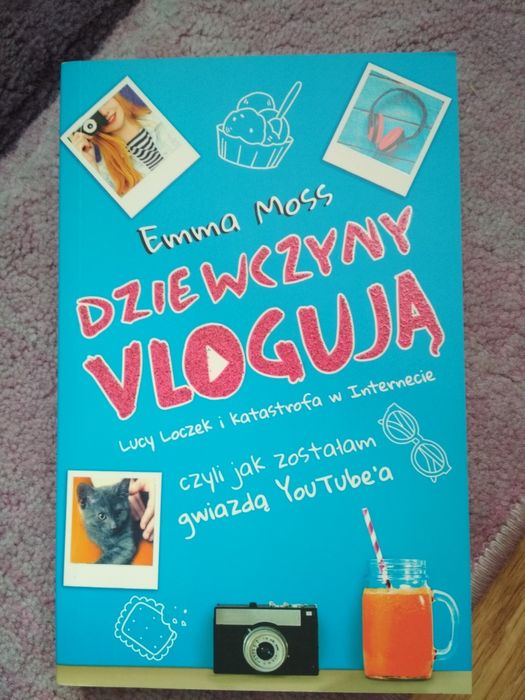 Emma Moss
DZIEWCZYNY
VLOGUJĄ
Lucy Loczek i katastrofa w Internecie
czyli jak zostałam
gwiazdą YouTube'a